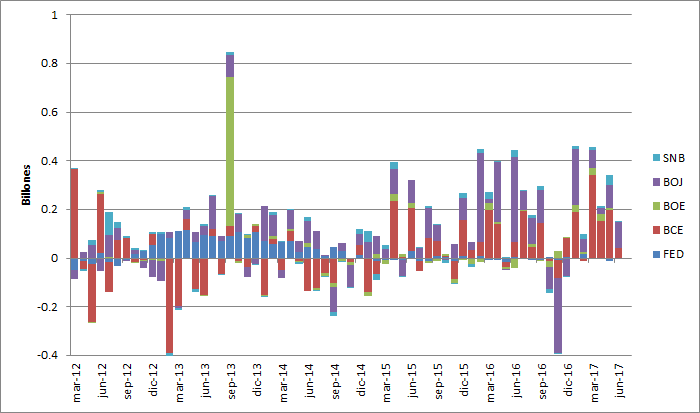 1
0.8
0.6
0.4
0.2
0
-0.2
-0.4
Billones
mar-12
jun-12
sep-12
dic-12
mar-13
jun-13
sep-13
dic-13
mar-14
jun-14
sep-14
dic-14
mar-15
jun-15
sep-15
dic-15
mar-16
jun-16
sep-16
dic-16
mar-17
jun-17
SNB
BOJ
BOE
BCE
FED